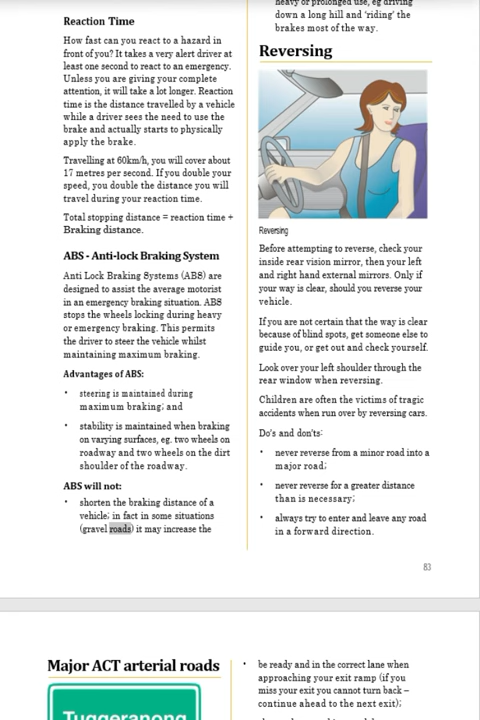 Reaction Time
How fast can you react to a hazard in
front of you? It takes a very alert driver at
least one second to react to an emergency.
Unless you are giving your complete
attention, it will take a lot longer. Reaction
time is the distance travelled by a vehicle
while a driver sees the need to use the
brake and actually starts to physically
apply the brake.
Travelling at 60km/h, you will cover about
17 metres per second. If you double your
speed, you double the distance you will
travel during your reaction time.
Total stopping distance = reaction time +
Braking distance.
ABS - Anti-lock Braking System
Anti Lock Braking Systems (ABS) are
designed to assist the average motorist
in an emergency braking situation. ABS
stops the wheels locking during heavy
or emergency braking. This permits
the driver to steer the vehicle whilst
maintaining maximum braking.
Advantages of ABS:
• steering is maintained during
maximum braking; and
• stability is maintained when braking
on varying surfaces, eg. two wheels on
roadway and two wheels on the dirt
shoulder of the roadway.
ABS will not:
• shorten the braking distance of a
vehicle; in fact in some situations
(gravel roads) it may increase the
heavy or prolonged use, eg driving
down a long hill and ‘riding’ the
brakes most of the way.
Reversing
Reversing
Before attempting to reverse, check your
inside rear vision mirror, then your left
and right hand external mirrors. Only if
your way is clear, should you reverse your
vehicle.
If you are not certain that the way is clear
because of blind spots, get someone else to
guide you, or get out and check yourself.
Look over your left shoulder through the
rear window when reversing.
Children are often the victims of tragic
accidents when run over by reversing cars.
Do's and don'ts:
• never reverse from a minor road into a
major road;
• never reverse for a greater distance
than is necessary;
• always try to enter and leave any road
in a forward direction.
83
Major ACT arterial roads
Tuggeranong
• be ready and in the correct lane when
approaching your exit ramp (if you
miss your exit you cannot turn back –
continue ahead to the next exit);